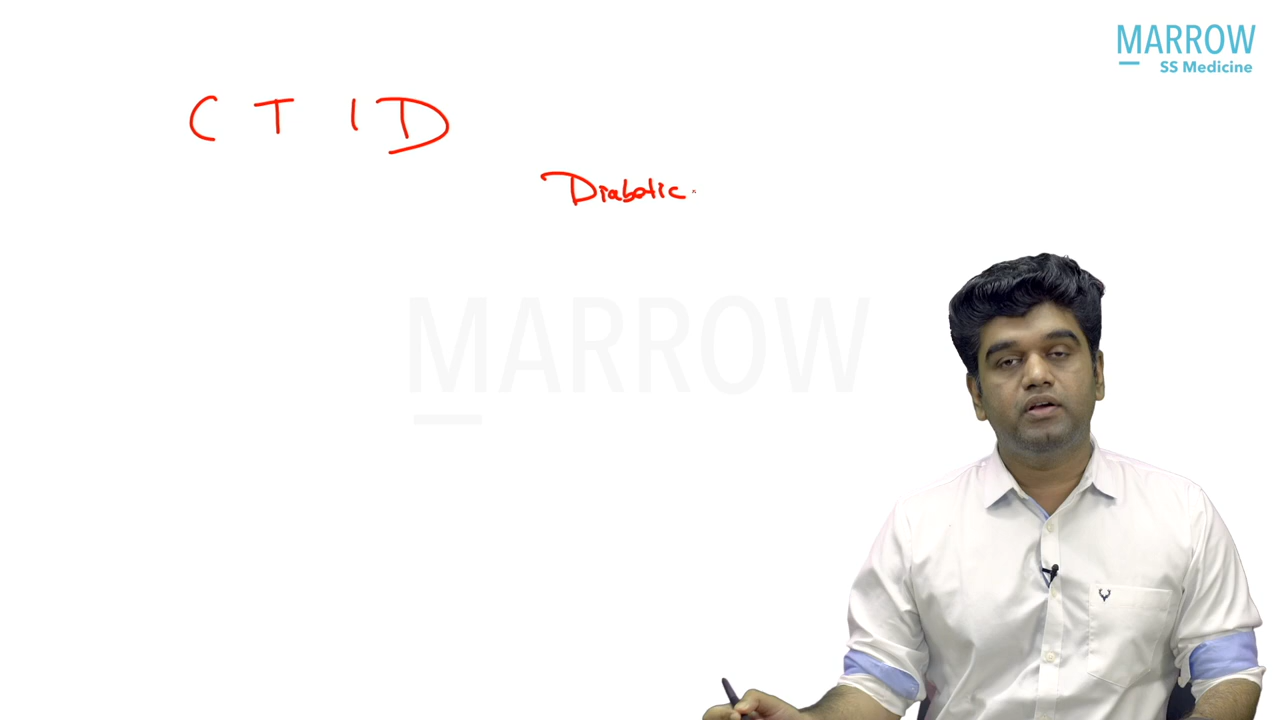 MARROW
SS Medicine
C T I D
Diabetic
MARROW